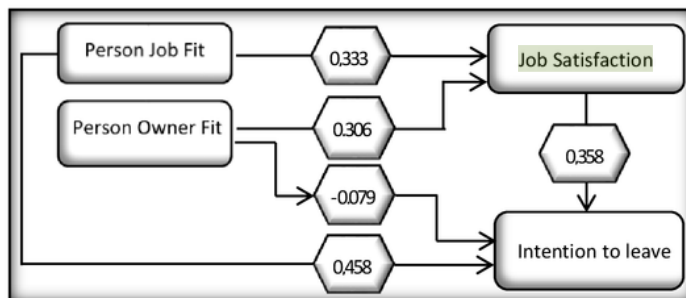 Person Job Fit
0,333
Job Satisfaction
Person Owner Fit
0.306
0,358
-0.079
Intention to leave
0,458